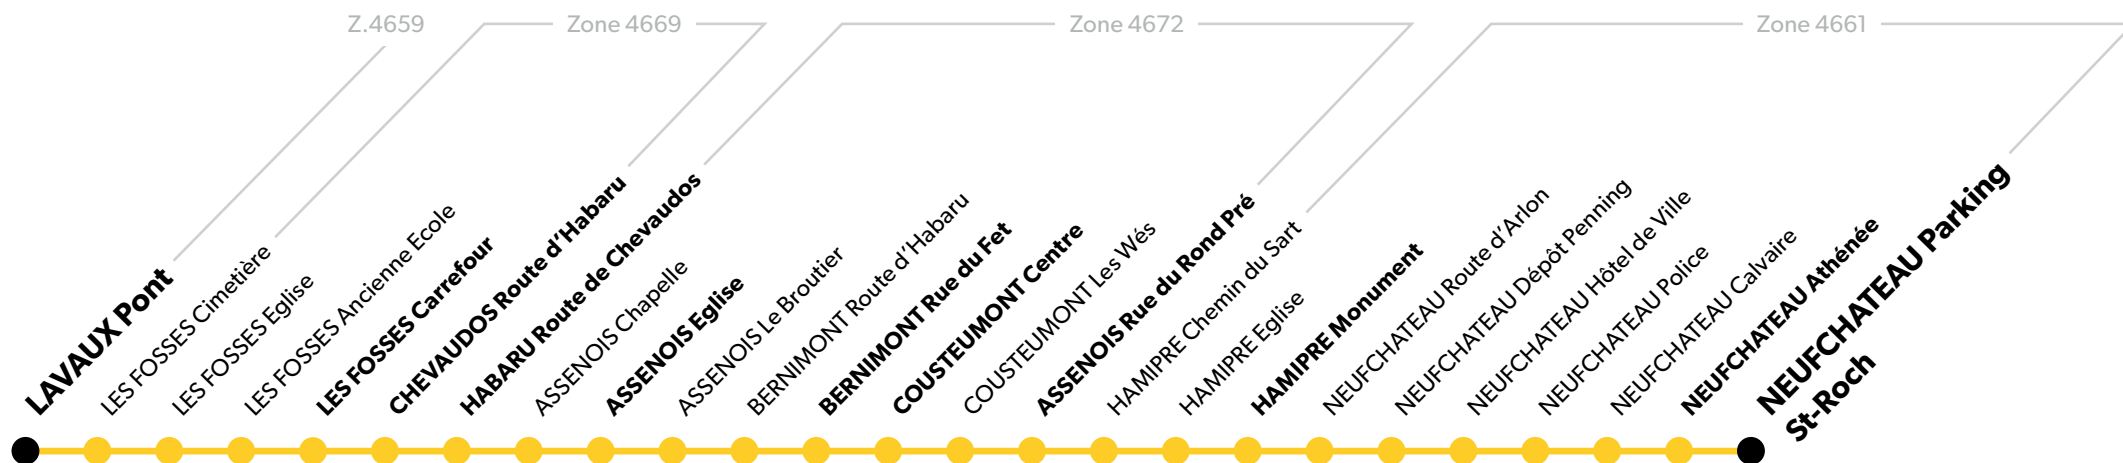 Z.4659
Zone 4669
Zone 4672
Zone 4661
LAVAUX Pont
LES FOSSES Cimetière
LES FOSSES Eglise
LES FOSSES Ancienne Ecole
LES FOSSES Carrefour
CHEVAUDOS Route d'Habaru
HABARU Route de Chevaudos
ASSENOIS Chapelle
ASSENOIS Eglise
ASSENOIS Le Broutier
BERNIMONT Route d'Habaru
BERNIMONT Rue du Fet
COUSTEUMONT Centre
COUSTEUMONT Les Wés
ASSENOIS Rue du Rond Pré
HAMIPRE Chemin du Sart
HAMIPRE Eglise
HAMIPRE Monument
NEUFCHATEAU Route d'Arlon
NEUFCHATEAU Dépôt Penning
NEUFCHATEAU Hôtel de Ville
NEUFCHATEAU Police
NEUFCHATEAU Calvaire
NEUFCHATEAU Athénée
NEUFCHATEAU Parking
St-Roch